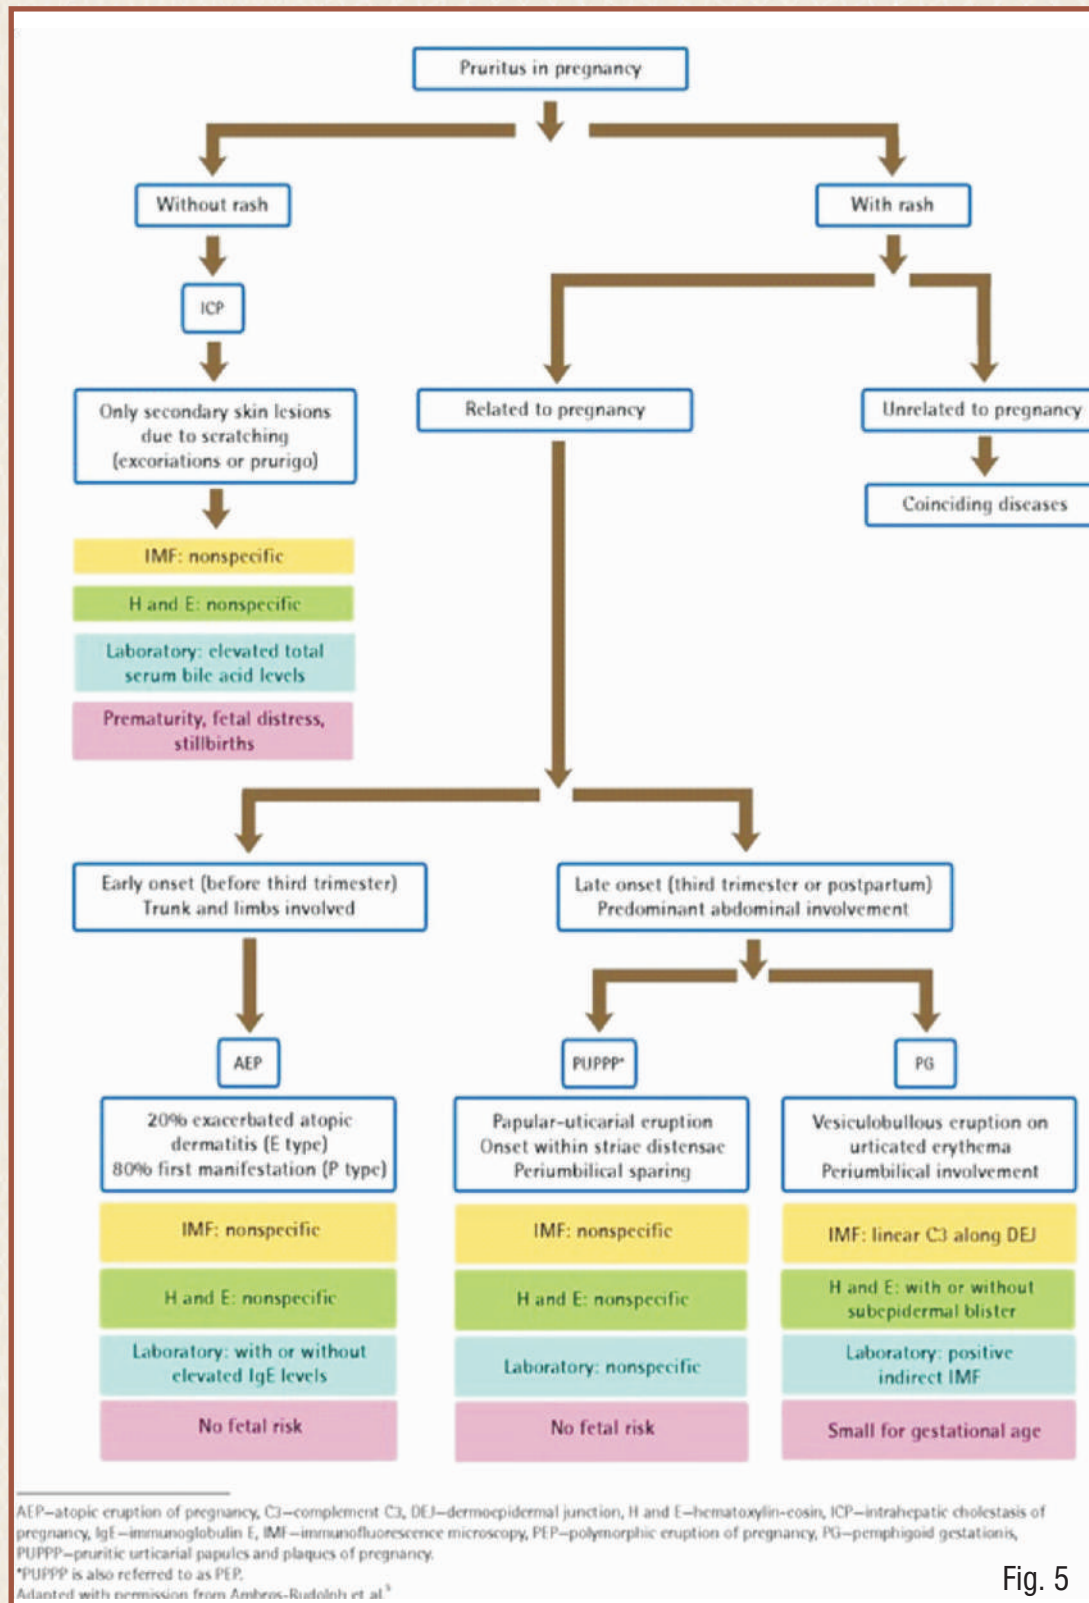 Pruritus in pregnancy
Without rash
With rash
ICP
Only secondary skin lesions
due to scratching
(excoriations or prurigo)
Related to pregnancy
Unrelated to pregnancy
Coinciding diseases
IMF: nonspecific
H and E: nonspecific
Laboratory: elevated total
serum bile acid levels
Prematurity, fetal distress,
stillbirths
Early onset (before third trimester)
Trunk and limbs involved
Late onset (third trimester or postpartum)
Predominant abdominal involvement
AEP
20% exacerbated atopic
dermatitis (E type)
80% first manifestation (P type)
IMF: nonspecific
H and E: nonspecific
Laboratory: with or without
elevated IgE levels
No fetal risk
PUPPP*
Papular-uticarial eruption
Onset within striae distensae
Periumbilical sparing
IMF: nonspecific
H and E: nonspecific
Laboratory: nonspecific
No fetal risk
PG
Vesiculobullous eruption on
urticated erythema
Periumbilical involvement
IMF: linear C3 along DEJ
H and E: with or without
subepidermal blister
Laboratory: positive
indirect IMF
Small for gestational age
AEP—atopic eruption of pregnancy, C3—complement C3, DEJ—dermoepidermal junction, H and E—hematoxylin-eosin, ICP—intrahepatic cholestasis of
pregnancy, IgE—immunoglobulin E, IMF—immunofluorescence microscopy, PEP—polymorphic eruption of pregnancy, PG—pemphigoid gestationis,
PUPPP—pruritic urticarial papules and plaques of pregnancy.
*PUPPP is also referred to as PEP.
Adapted with permission from Ambros-Rudolph et al.
Fig. 5